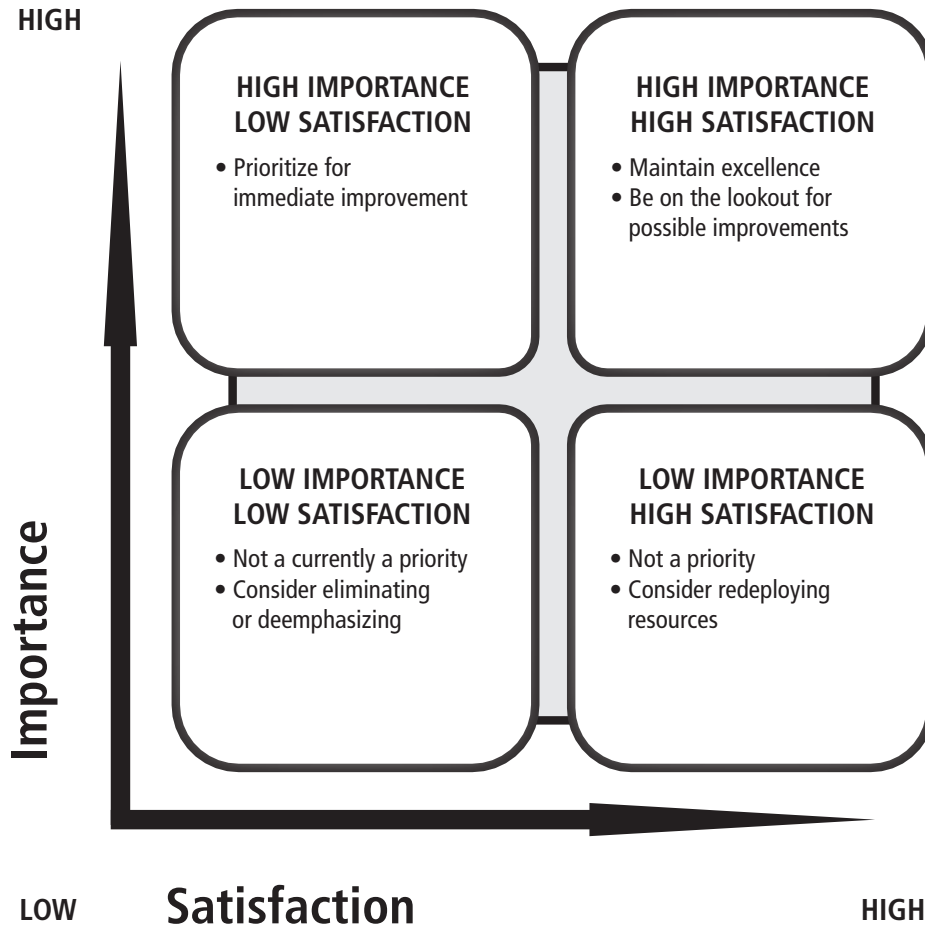 HIGH
HIGH IMPORTANCE
LOW SATISFACTION
• Prioritize for
immediate improvement
HIGH IMPORTANCE
HIGH SATISFACTION
• Maintain excellence
• Be on the lookout for
possible improvements
LOW IMPORTANCE
LOW SATISFACTION
• Not a currently a priority
• Consider eliminating
or deemphasizing
LOW IMPORTANCE
HIGH SATISFACTION
• Not a priority
• Consider redeploying
resources
Importance
LOW
Satisfaction
HIGH